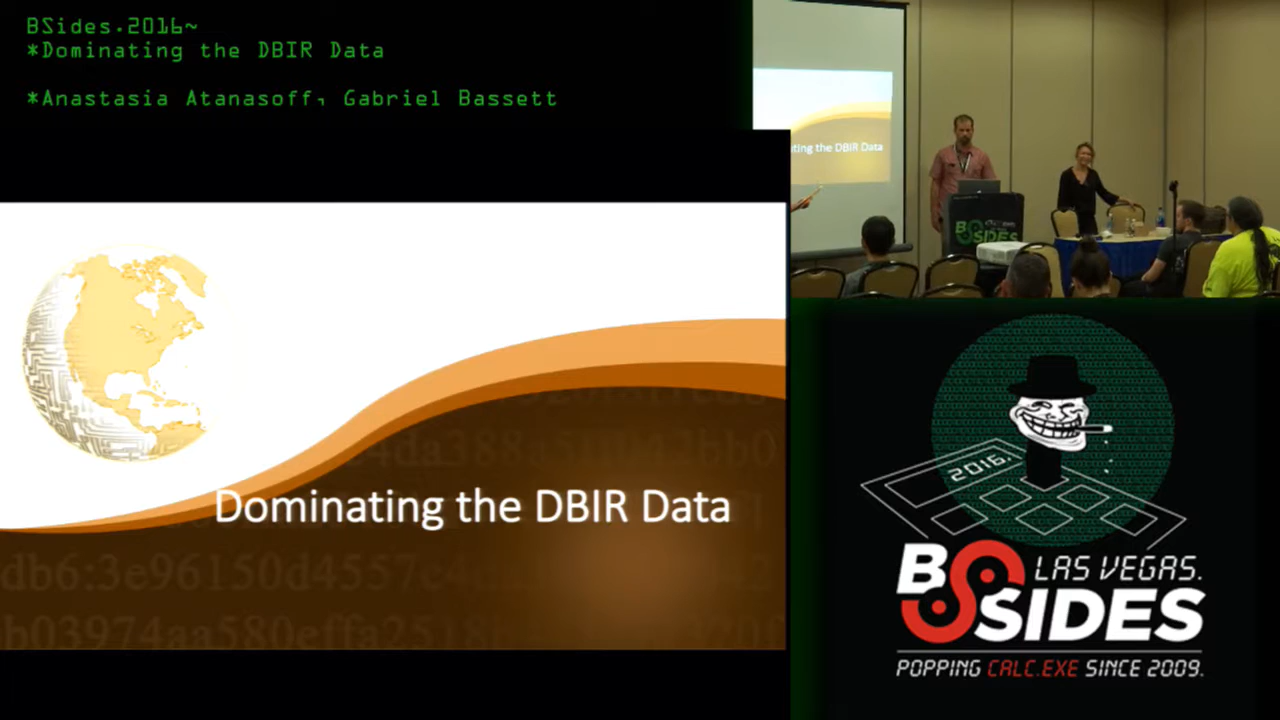 BSides.2016~
*Dominating the DBIR Data
*Anastasia Atanasoff, Gabriel Bassett
ting the DBIR Data
BSIDES
Dominating the DBIR Data
2016.
BSIDES
LAS VEGAS.
POPPING CALC.EXE SINCE 2009.